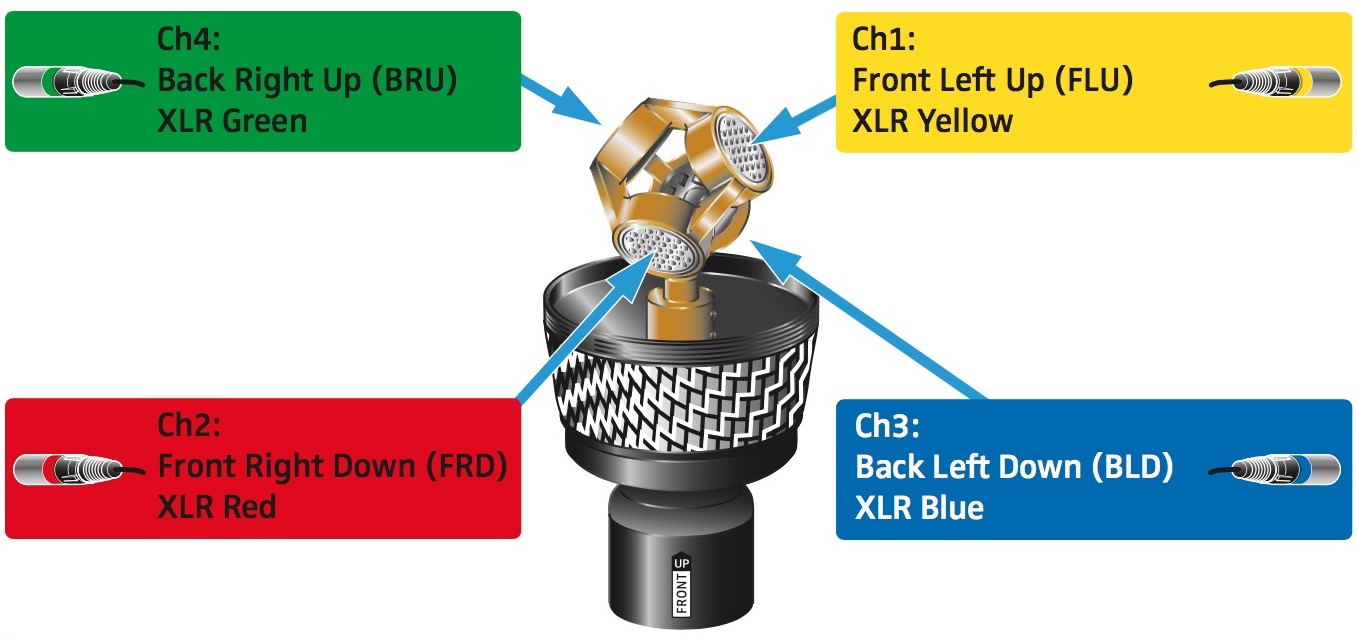 Ch4:
Back Right Up (BRU)
XLR Green
Ch1:
Front Left Up (FLU)
XLR Yellow
Ch2:
Front Right Down (FRD)
XLR Red
Ch3:
Back Left Down (BLD)
XLR Blue
UP
FRONT